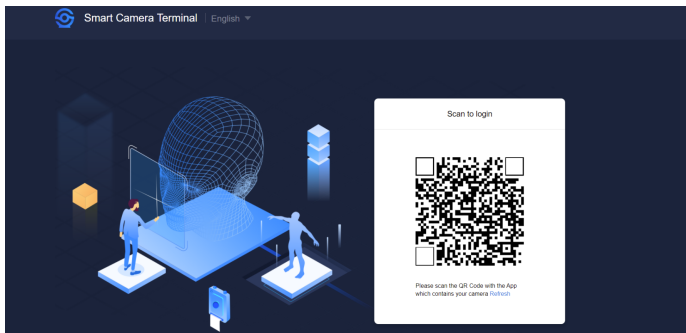 Smart Camera Terminal English
Scan to login
Please scan the QR Code with the App
which contains your camera Refresh